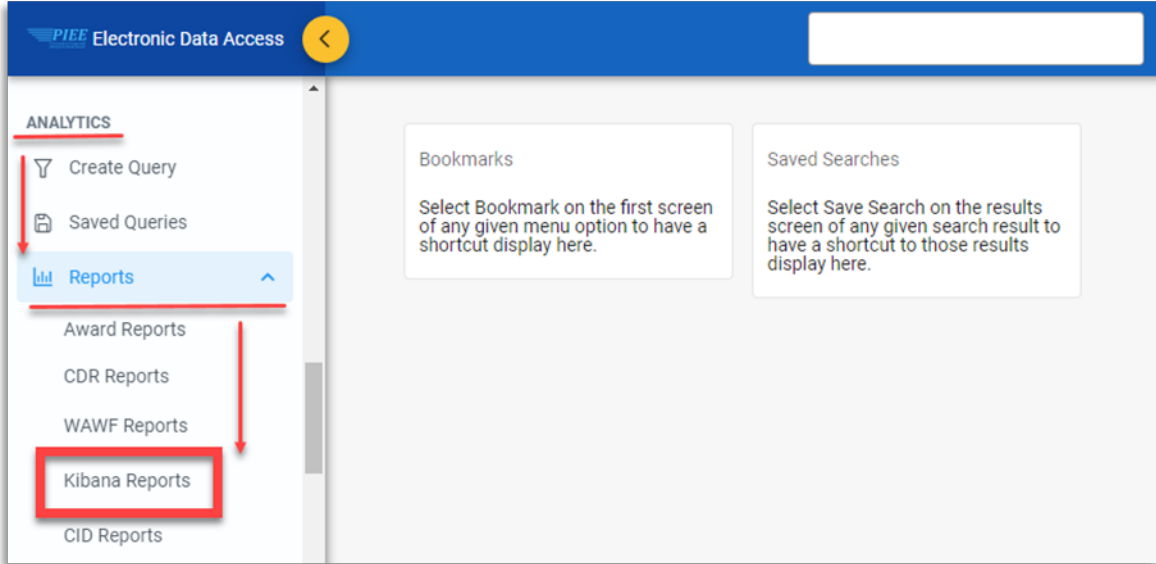 PIEE Electronic Data Access
ANALYTICS
Create Query
Saved Queries
Reports
Award Reports
CDR Reports
WAWF Reports
Kibana Reports
CID Reports
Bookmarks
Select Bookmark on the first screen
of any given menu option to have a
shortcut display here.
Saved Searches
Select Save Search on the results
screen of any given search result to
have a shortcut to those results
display here.